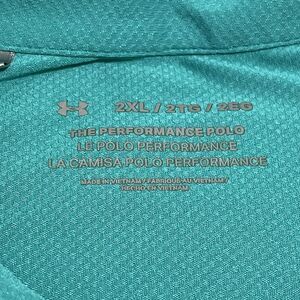 2XL / 2TG / 2EG
THE PERFORMANCE POLO
LE POLO PERFORMANCE
LA CAMISA POLO PERFORMANCE
MADE IN VIETNAM / FABRIQUÉ AU VIETNAM /
HECHO EN VIETNAM